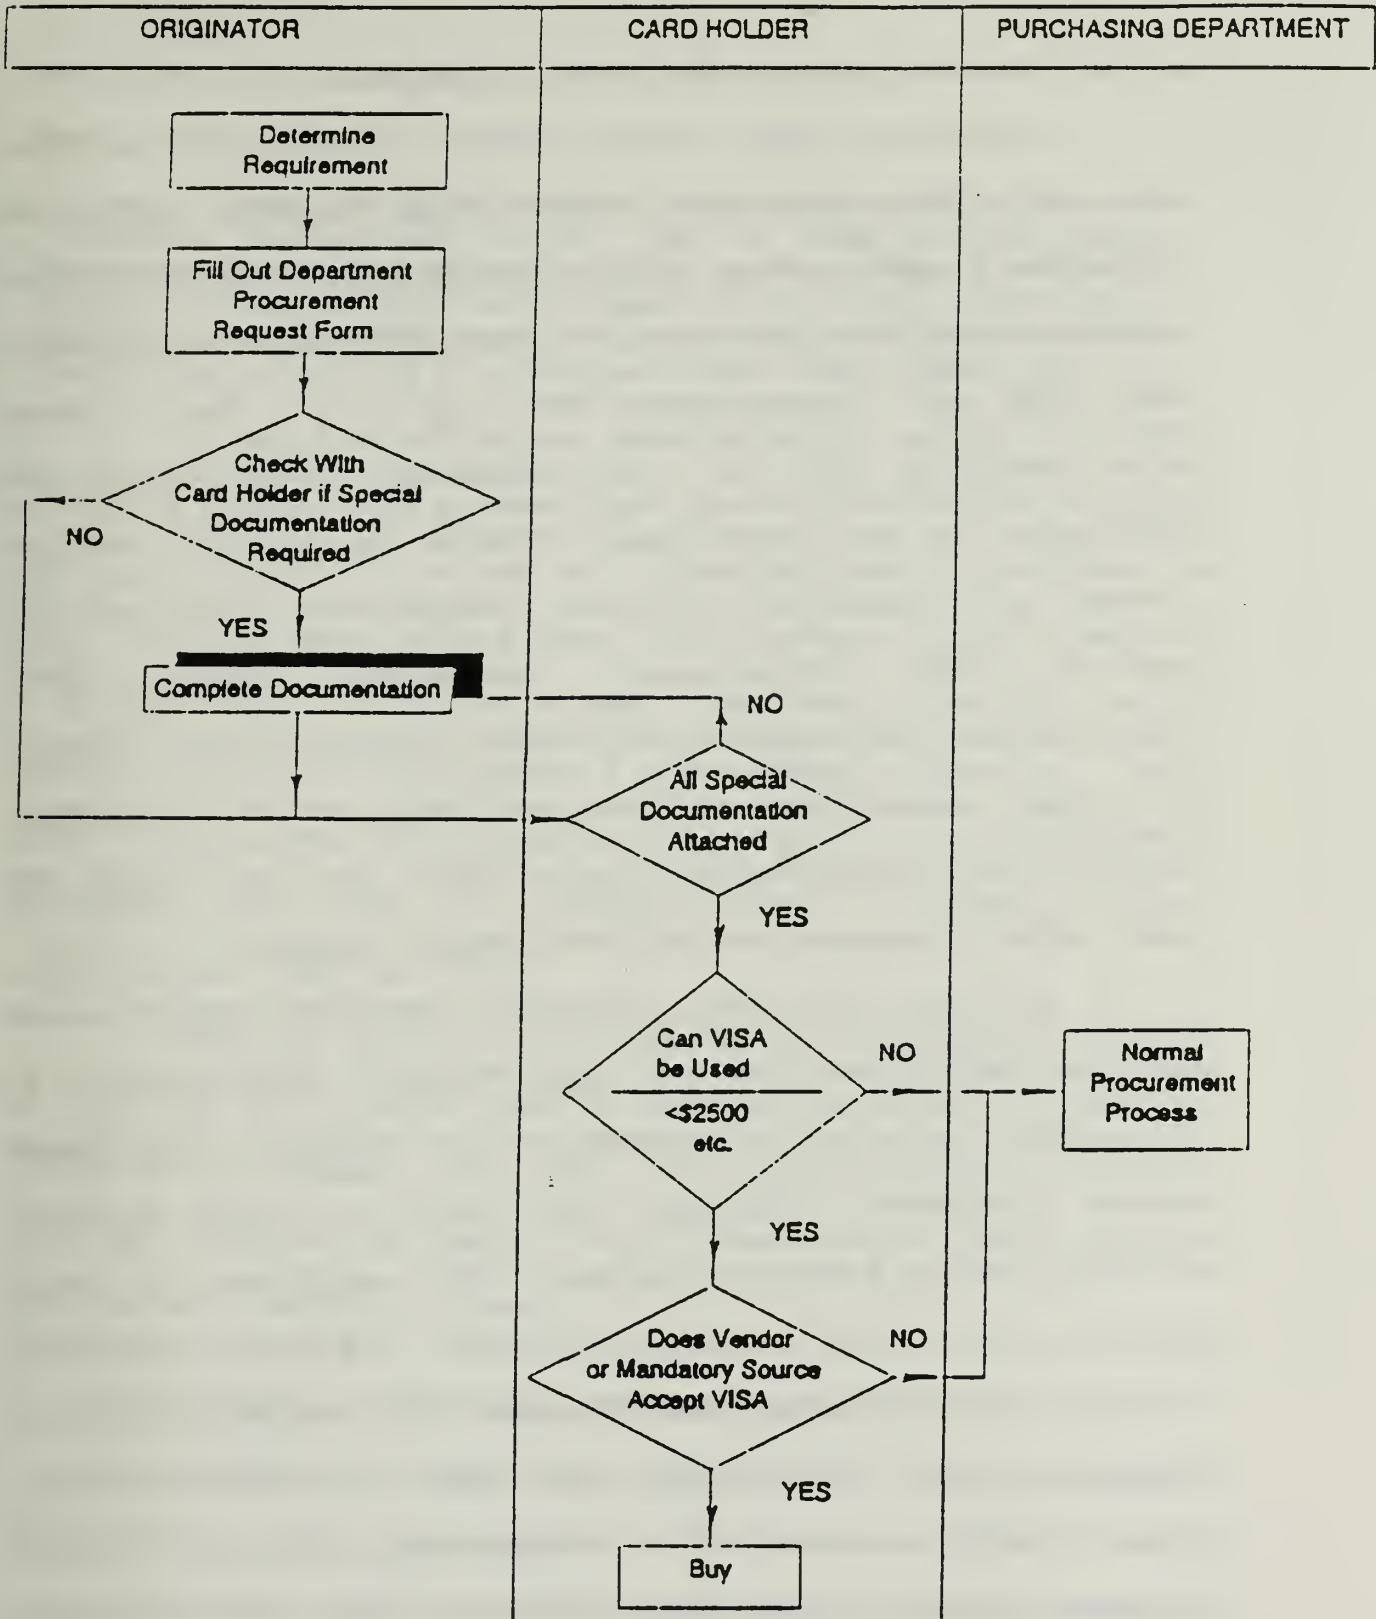 ORIGINATOR
CARD HOLDER
PURCHASING DEPARTMENT
Determine
Requirement
Fill Out Department
Procurement
Request Form
Check With
Card Holder if Special
Documentation
Required
NO
YES
Complete Documentation
NO
All Special
Documentation
Attached
YES
Can VISA
be Used
<$2500
etc.
NO
Normal
Procurement
Process
YES
Does Vendor
or Mandatory Source
Accept VISA
NO
YES
Buy